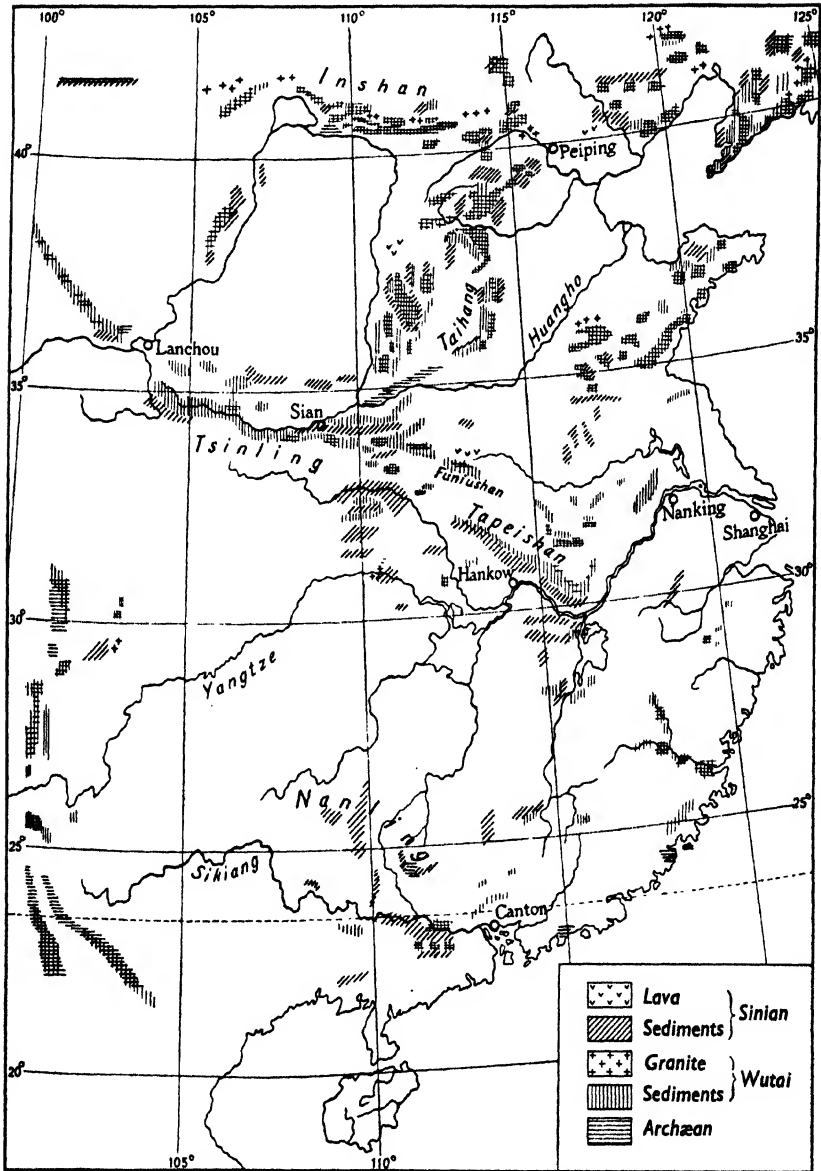 100° 105° 110° 115° 120° 125°
Inshan
40°
Peiping
Taihang
Huangho
Lanchou
35° 35°
Sian
Tsinling
Funiushan
Tapeishan
Nanking
Shanghai
Hankow
30° 30°
Yangtze
Nanling
25° 25°
Sikiang
Canton
20°
105° 110°
Lava
Sediments
Sinian
Granite
Sediments
Wutai
Archæan